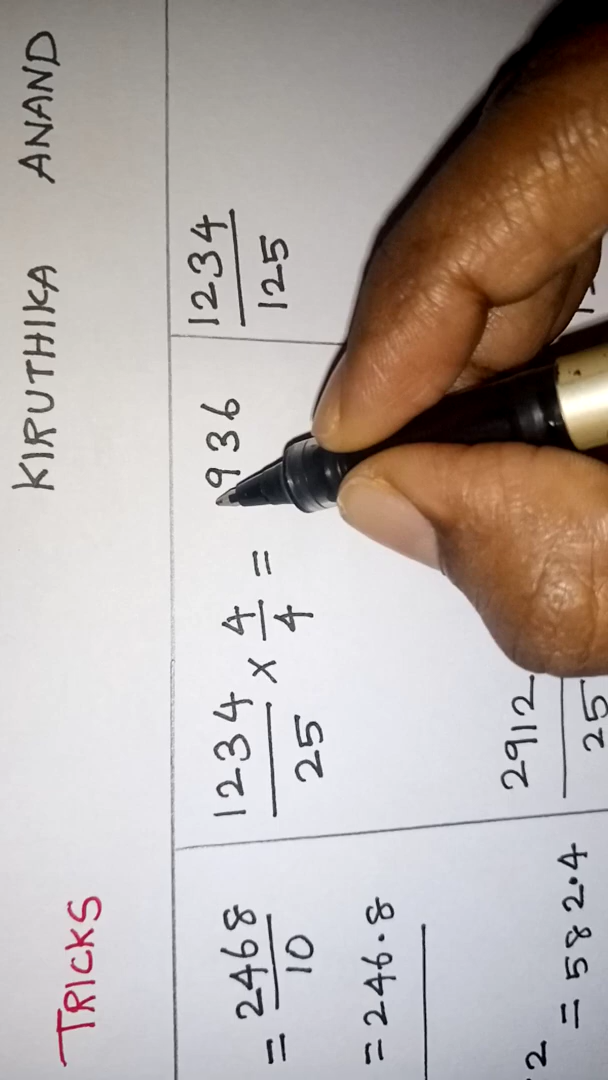 TRICKS KIRUTHIKA ANAND
= 2468/10
= 246.8
1234/25 × 4/4 = 936
1234/125
= 582.4
2912/25